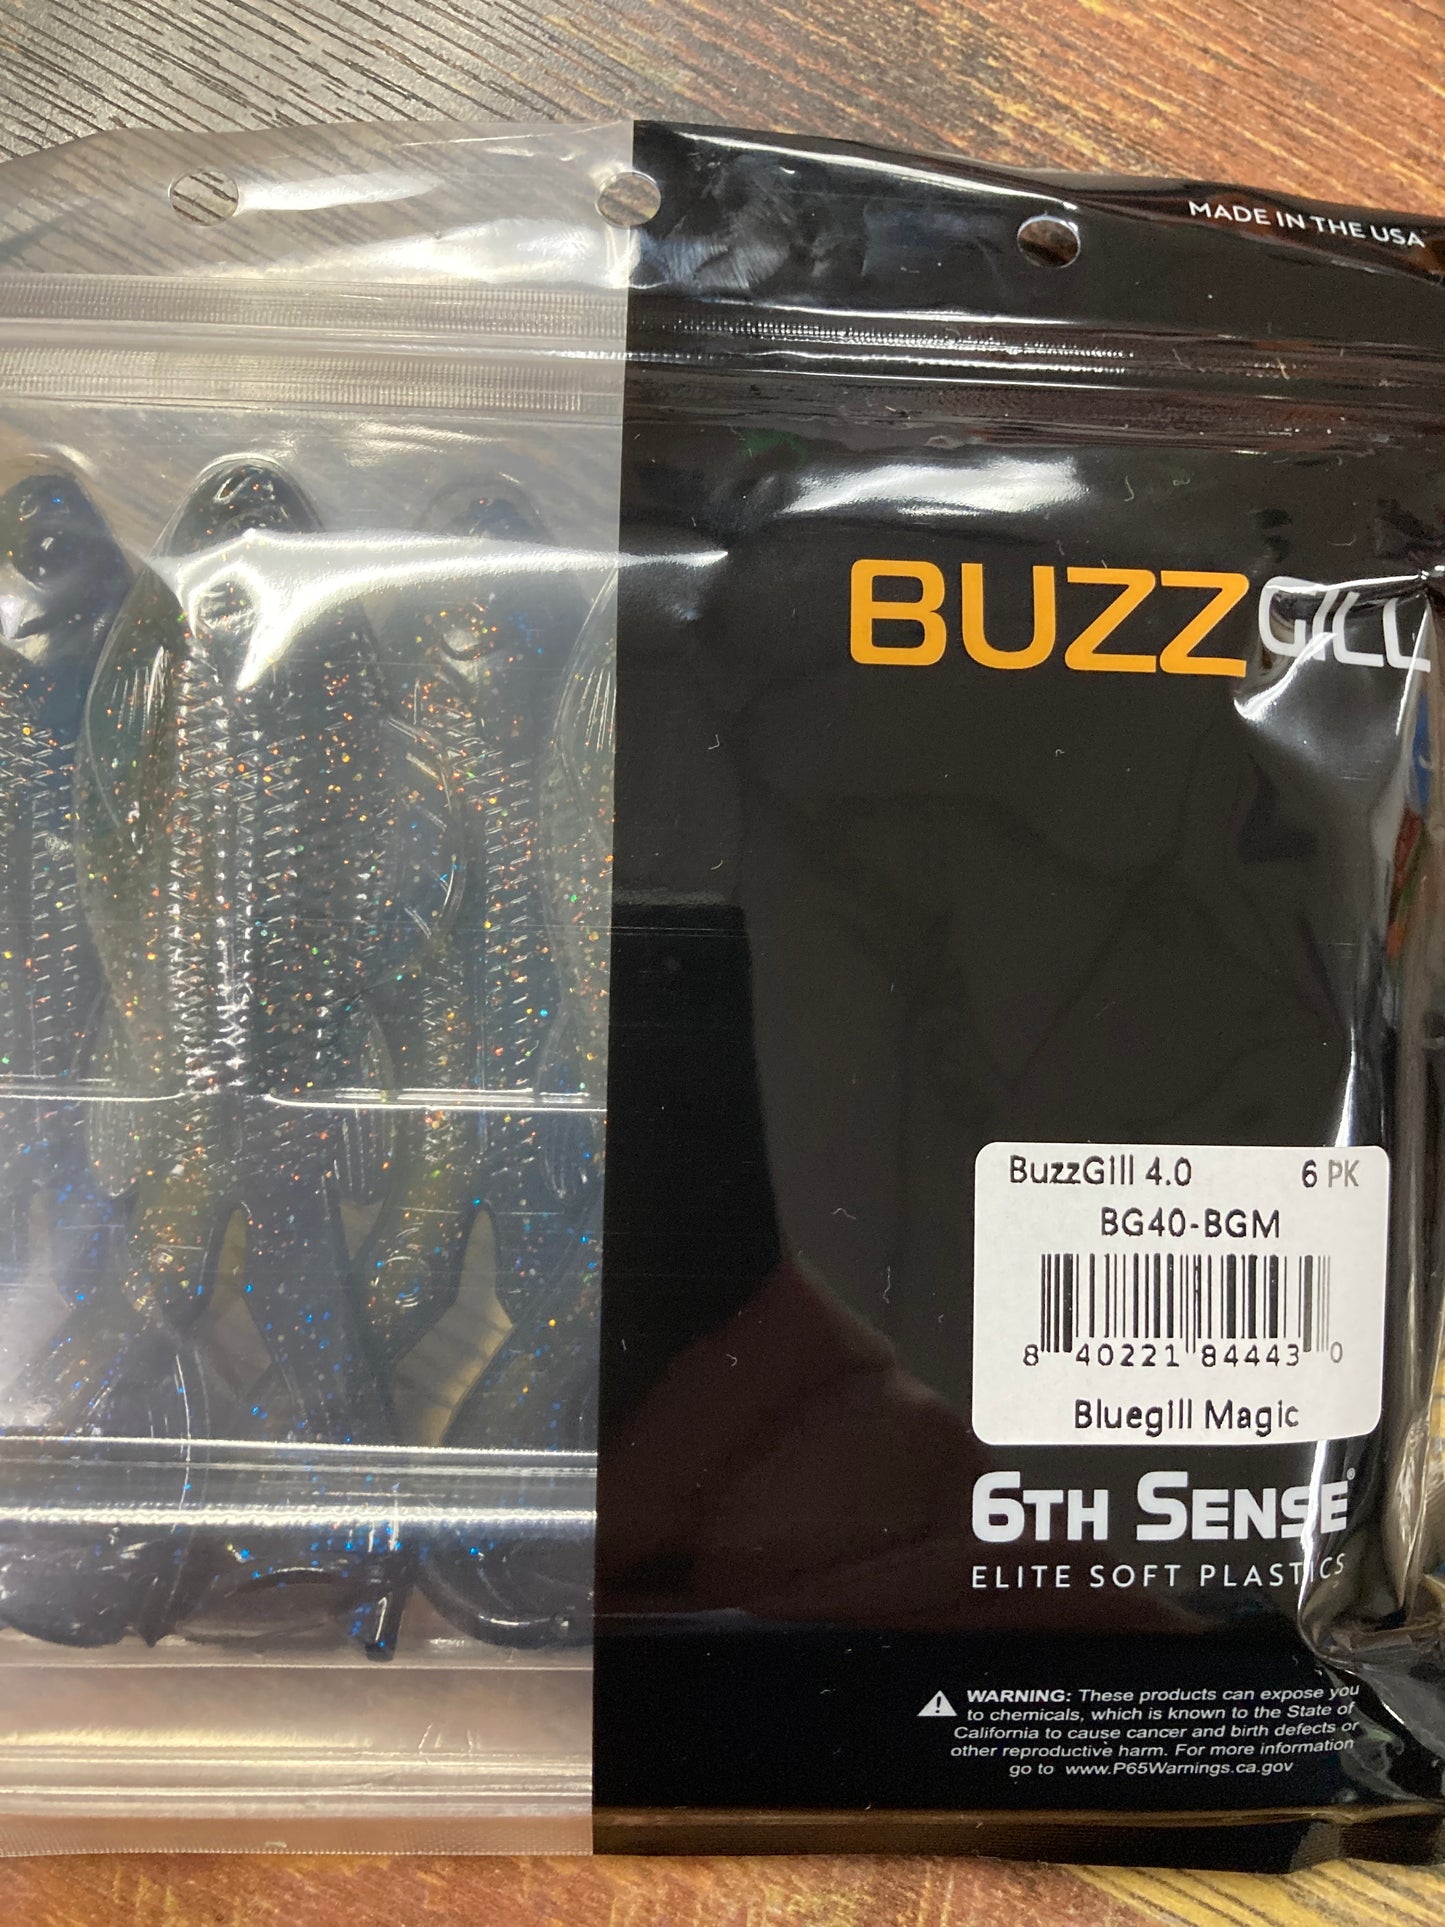 MADE IN THE USA
BUZZGILL
BuzzGill 4.0 6 PK
BG40-BGM
8 40221 84443 0
Bluegill Magic
6TH SENSE®
ELITE SOFT PLASTICS
WARNING: These products can expose you
to chemicals, which is known to the State of
California to cause cancer and birth defects or
other reproductive harm. For more information
go to www.P65Warnings.ca.gov